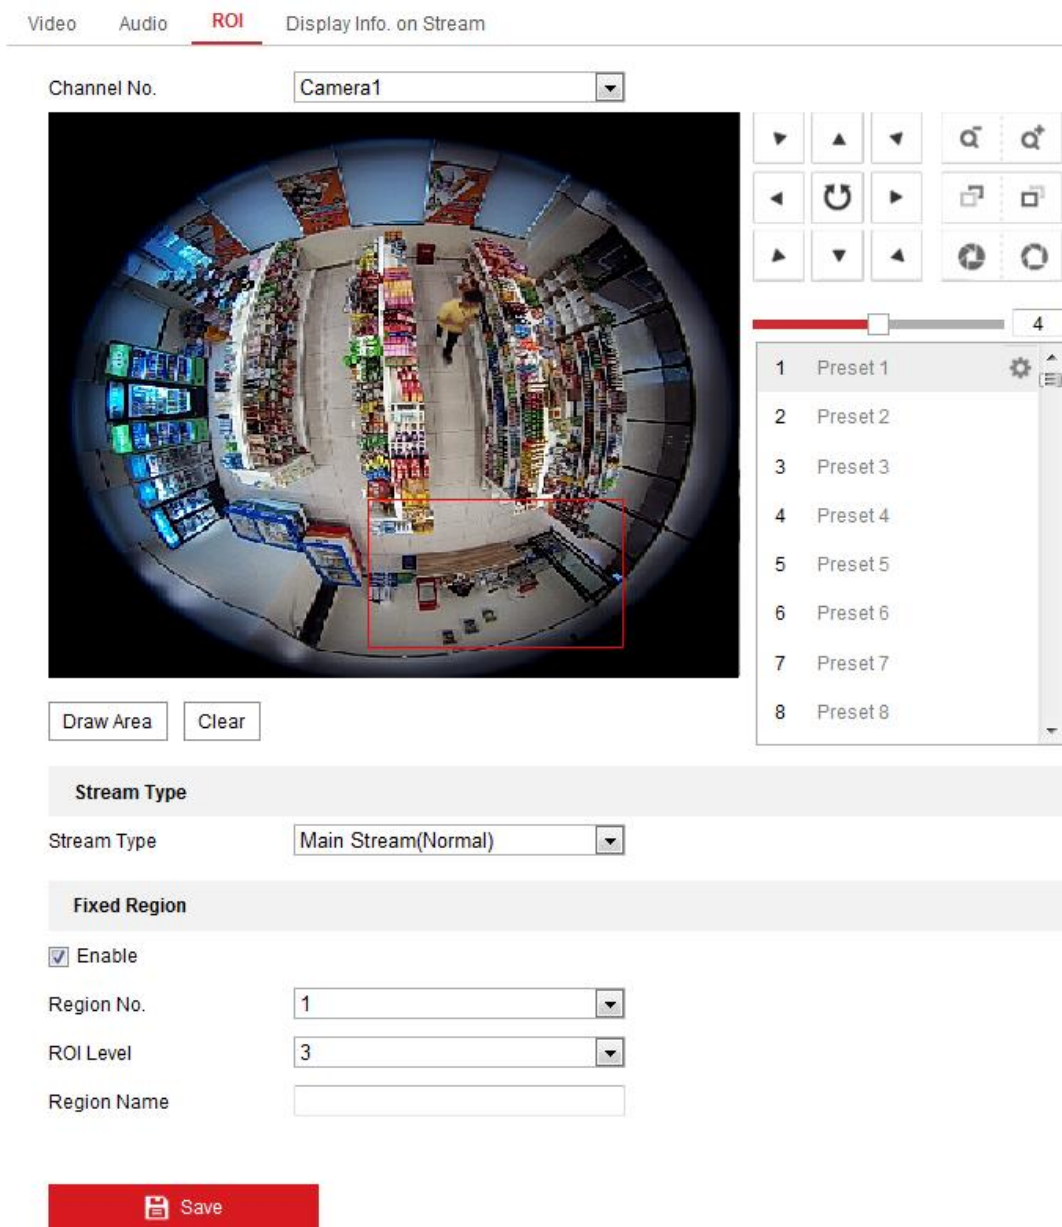 Video Audio ROI Display Info. on Stream
Channel No. Camera1
4
1 Preset 1
2 Preset 2
3 Preset 3
4 Preset 4
5 Preset 5
6 Preset 6
7 Preset 7
8 Preset 8
Draw Area Clear
Stream Type
Stream Type Main Stream(Normal)
Fixed Region
Enable
Region No. 1
ROI Level 3
Region Name
Save